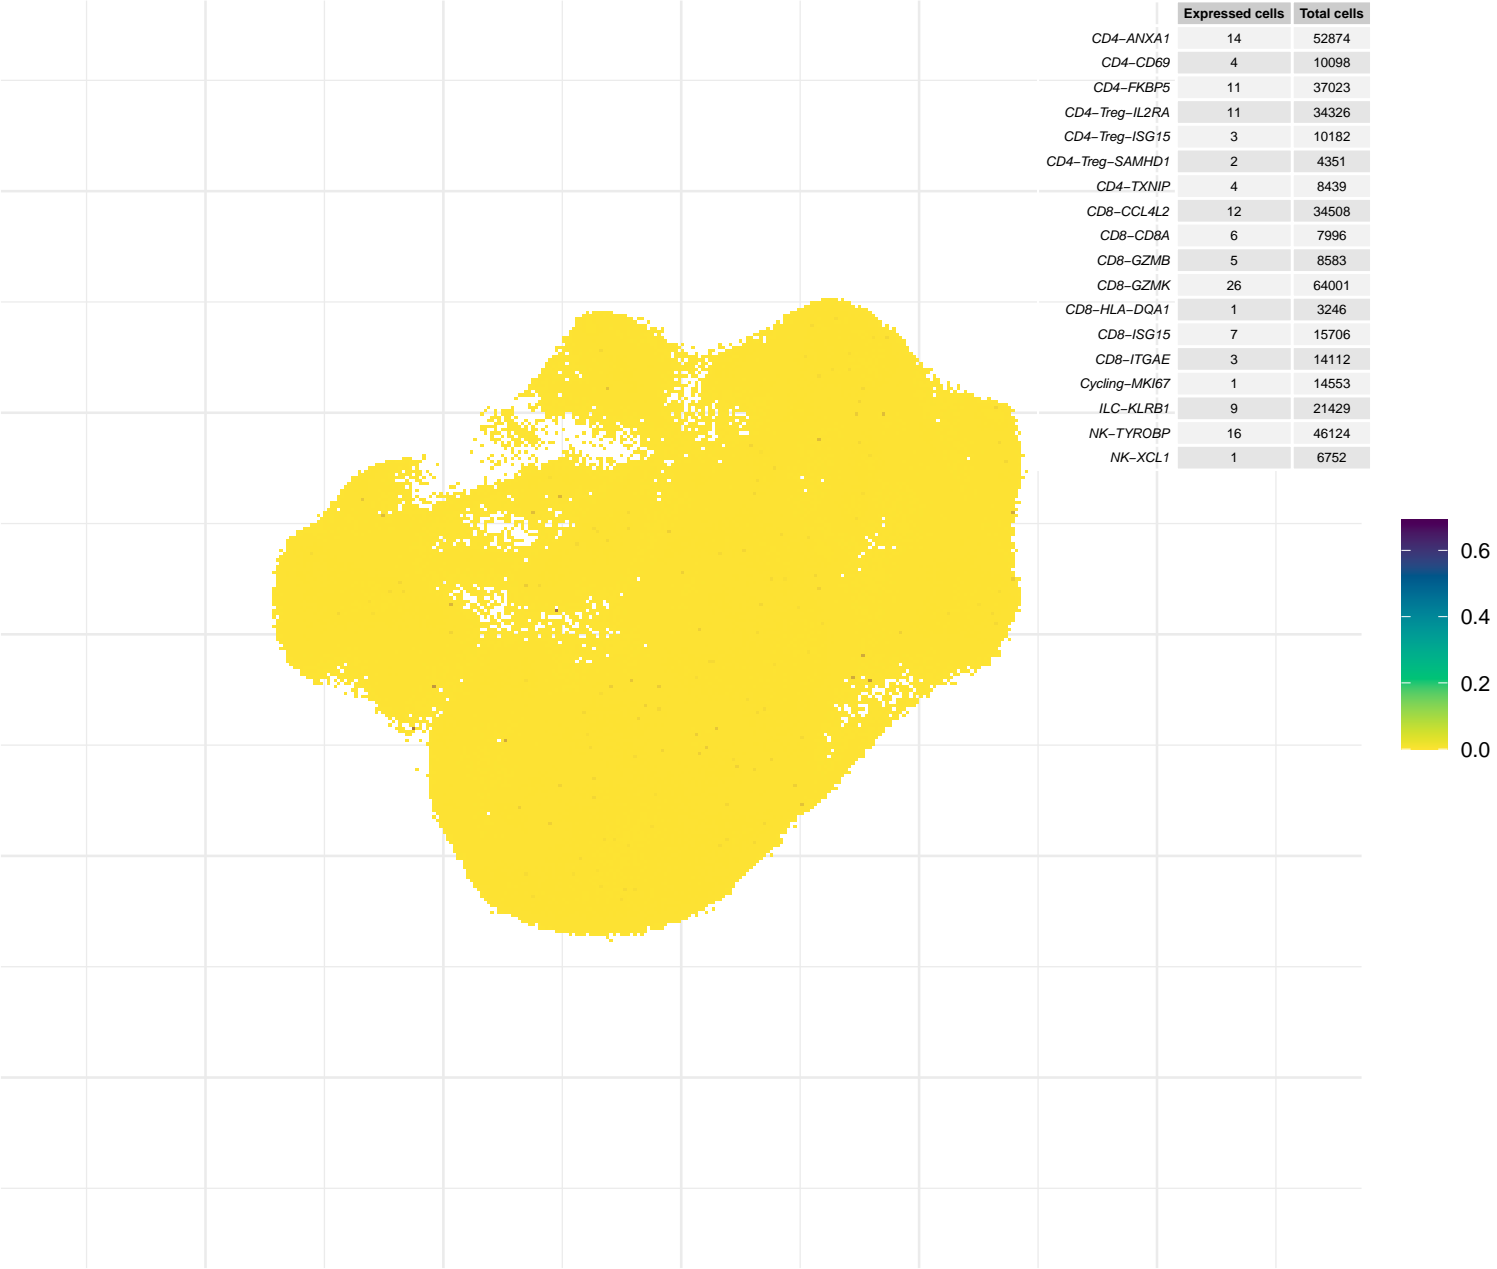 Expressed cells Total cells
CD4−ANXA1 14 52874
CD4−CD69 4 10098
CD4−FKBP5 11 37023
CD4−Treg−IL2RA 11 34326
CD4−Treg−ISG15 3 10182
CD4−Treg−SAMHD1 2 4351
CD4−TXNIP 4 8439
CD8−CCL4L2 12 34508
CD8−CD8A 6 7996
CD8−GZMB 5 8583
CD8−GZMK 26 64001
CD8−HLA−DQA1 1 3246
CD8−ISG15 7 15706
CD8−ITGAE 3 14112
Cycling−MKI67 1 14553
ILC−KLRB1 9 21429
NK−TYROBP 16 46124
NK−XCL1 1 6752
0.6
0.4
0.2
0.0